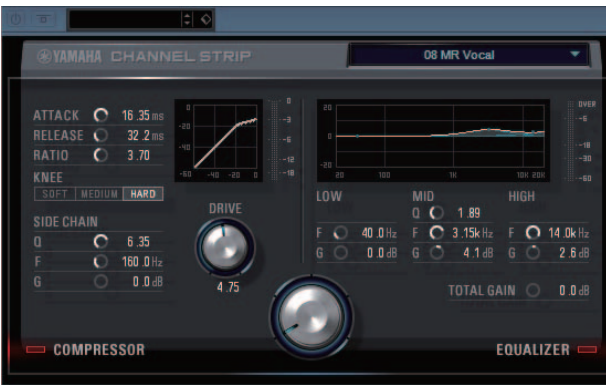 YAMAHA CHANNEL STRIP
08 MR Vocal
ATTACK 16.35 ms
RELEASE 32.2 ms
RATIO 3.70
KNEE
SOFT MEDIUM HARD
SIDE CHAIN
Q 6.35
F 160.0 Hz
G 0.0 dB
0
-20
-40
-60 -40 -20 0
0
-3
-6
-12
-18
DRIVE
4.75
20
0
-20
20 100 1K 10K 20K
OVER
-6
-18
-30
-60
LOW MID HIGH
Q 1.89
F 40.0 Hz F 3.15k Hz F 14.0k Hz
G 0.0 dB G 4.1 dB G 2.6 dB
TOTAL GAIN 0.0 dB
COMPRESSOR
EQUALIZER